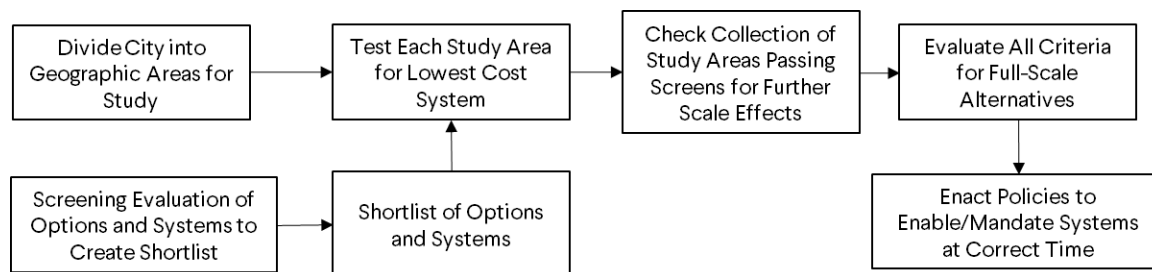 Divide City into
Geographic Areas for
Study
Test Each Study Area
for Lowest Cost
System
Check Collection of
Study Areas Passing
Screens for Further
Scale Effects
Evaluate All Criteria
for Full-Scale
Alternatives
Screening Evaluation of
Options and Systems to
Create Shortlist
Shortlist of Options
and Systems
Enact Policies to
Enable/Mandate Systems
at Correct Time